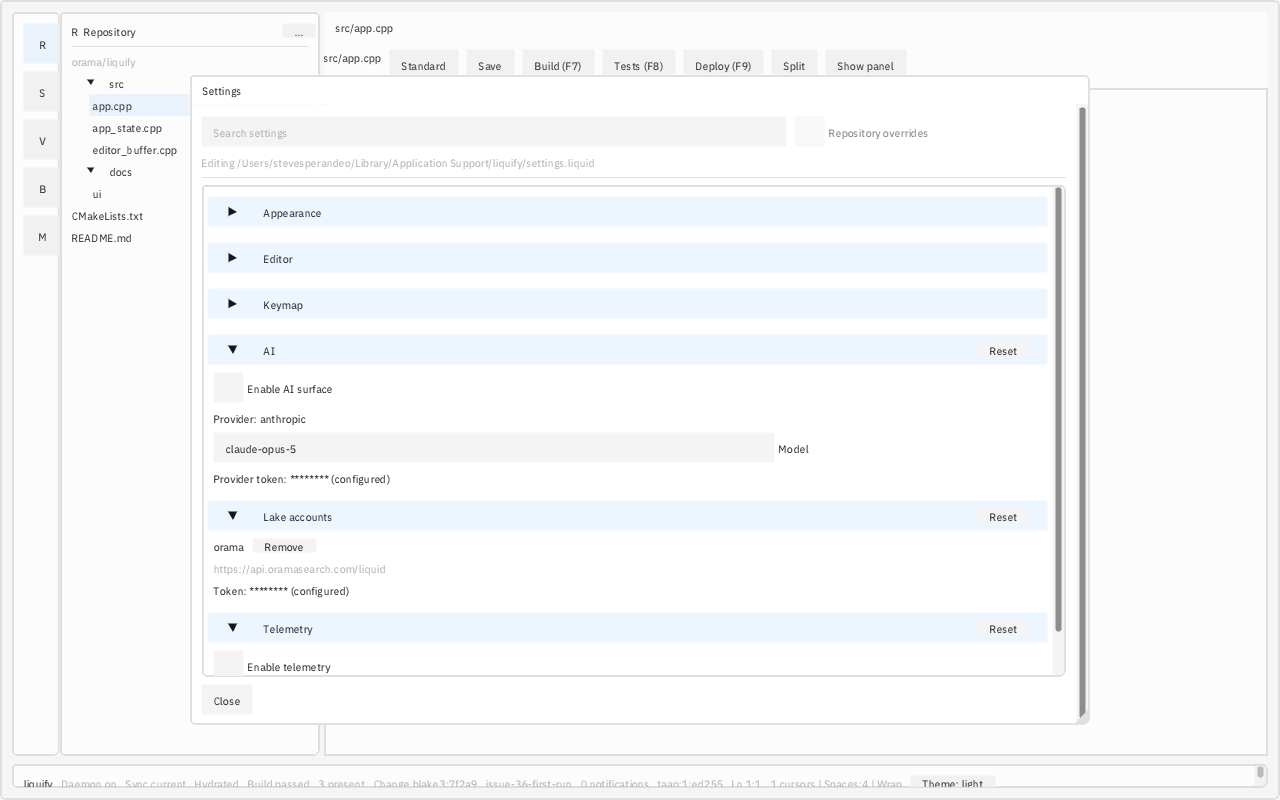 R
S
V
B
M
R Repository
...
orama/liquify
src
app.cpp
app_state.cpp
editor_buffer.cpp
docs
ui
CMakeLists.txt
README.md
src/app.cpp
src/app.cpp Standard Save Build (F7) Tests (F8) Deploy (F9) Split Show panel
Settings
Search settings Repository overrides
Editing /Users/stevesperandeo/Library/Application Support/liquify/settings.liquid
Appearance
Editor
Keymap
AI Reset
Enable AI surface
Provider: anthropic
claude-opus-5 Model
Provider token: ******** (configured)
Lake accounts Reset
orama Remove
https://api.oramasearch.com/liquid
Token: ******** (configured)
Telemetry Reset
Enable telemetry
Close
liquify Daemon on Sync current Hydrated Build passed 3 present Change blake3:7f2a9 issue-36-first-run 0 notifications taap:1:ed255 Ln 1:1 1 cursors | Spaces:4 | Wrap Theme: light